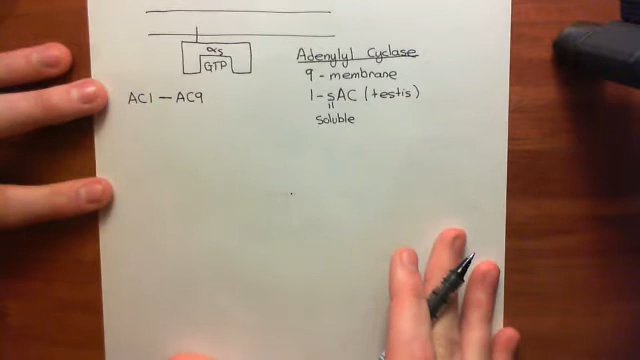 αs
GTP
AC1 — AC9
Adenylyl Cyclase
9 - membrane
1 - sAC (testis)
soluble